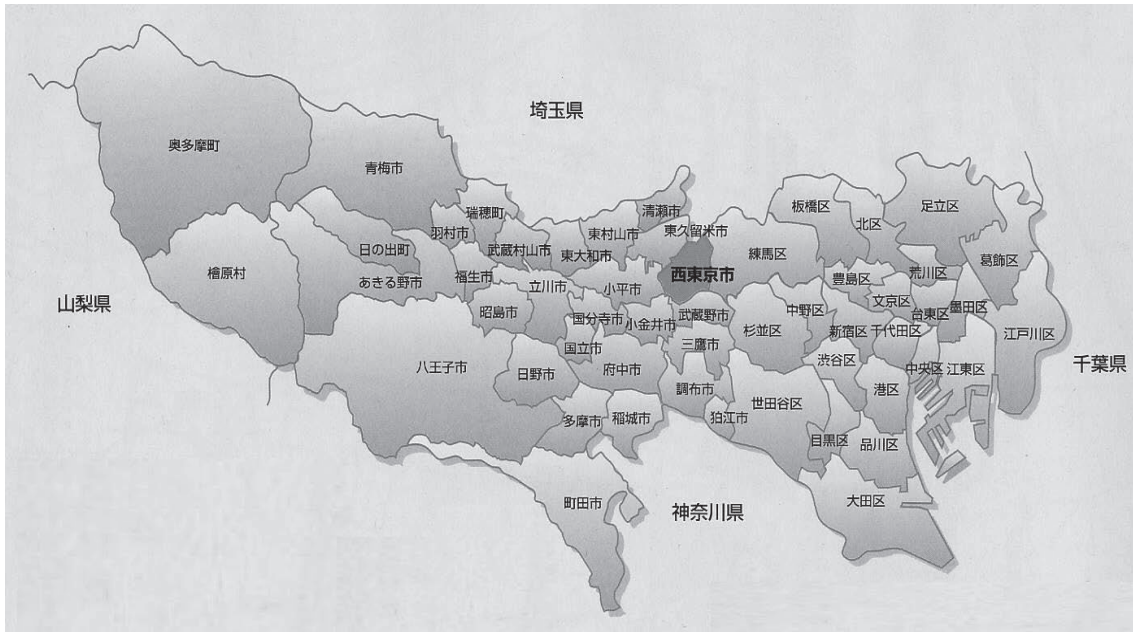 埼玉県
奥多摩町
青梅市
瑞穂町
清瀬市
板橋区
足立区
羽村市
東村山市
東久留米市
北区
日の出町
武蔵村山市
東大和市
練馬区
葛飾区
檜原村
あきる野市
福生市
立川市
小平市
西東京市
豊島区
荒川区
山梨県
昭島市
国分寺市
小金井市
武蔵野市
中野区
文京区
台東区
墨田区
国立市
三鷹市
杉並区
新宿区
千代田区
江戸川区
八王子市
日野市
府中市
渋谷区
中央区
江東区
千葉県
調布市
世田谷区
港区
多摩市
稲城市
狛江市
目黒区
品川区
町田市
神奈川県
大田区